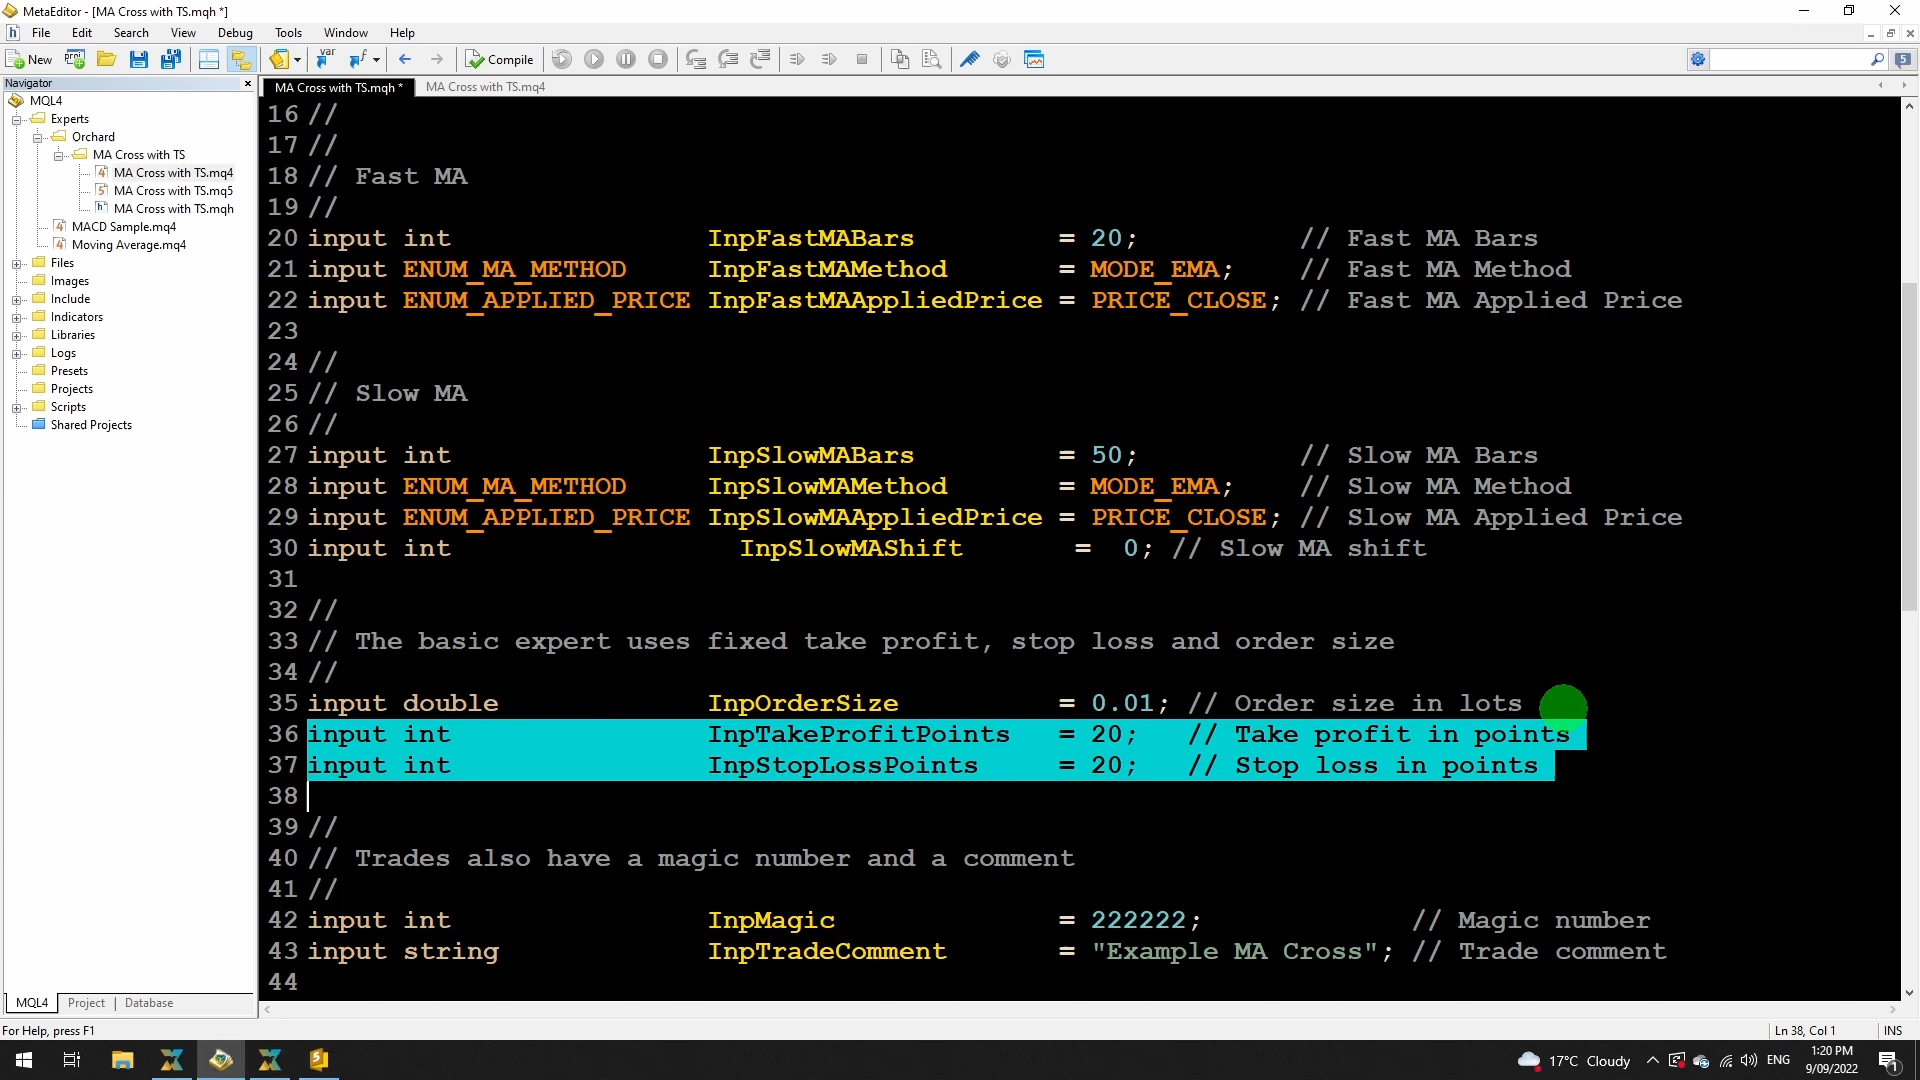 MetaEditor - [MA Cross with TS.mqh *]
File Edit Search View Debug Tools Window Help
New Compile 5
Navigator
MQL4
Experts
Orchard
MA Cross with TS
MA Cross with TS.mq4
MA Cross with TS.mq5
MA Cross with TS.mqh
MACD Sample.mq4
Moving Average.mq4
Files
Images
Include
Indicators
Libraries
Logs
Presets
Projects
Scripts
Shared Projects
MQL4 Project Database
MA Cross with TS.mqh * MA Cross with TS.mq4
16 //
17 //
18 // Fast MA
19 //
20 input int InpFastMABars = 20; // Fast MA Bars
21 input ENUM_MA_METHOD InpFastMAMethod = MODE_EMA; // Fast MA Method
22 input ENUM_APPLIED_PRICE InpFastMAAppliedPrice = PRICE_CLOSE; // Fast MA Applied Price
23
24 //
25 // Slow MA
26 //
27 input int InpSlowMABars = 50; // Slow MA Bars
28 input ENUM_MA_METHOD InpSlowMAMethod = MODE_EMA; // Slow MA Method
29 input ENUM_APPLIED_PRICE InpSlowMAAppliedPrice = PRICE_CLOSE; // Slow MA Applied Price
30 input int InpSlowMAShift = 0; // Slow MA shift
31
32 //
33 // The basic expert uses fixed take profit, stop loss and order size
34 //
35 input double InpOrderSize = 0.01; // Order size in lots
36 input int InpTakeProfitPoints = 20; // Take profit in points
37 input int InpStopLossPoints = 20; // Stop loss in points
38
39 //
40 // Trades also have a magic number and a comment
41 //
42 input int InpMagic = 222222; // Magic number
43 input string InpTradeComment = "Example MA Cross"; // Trade comment
44
For Help, press F1 Ln 38, Col 1 INS
17°C Cloudy ENG 1:20 PM
9/09/2022